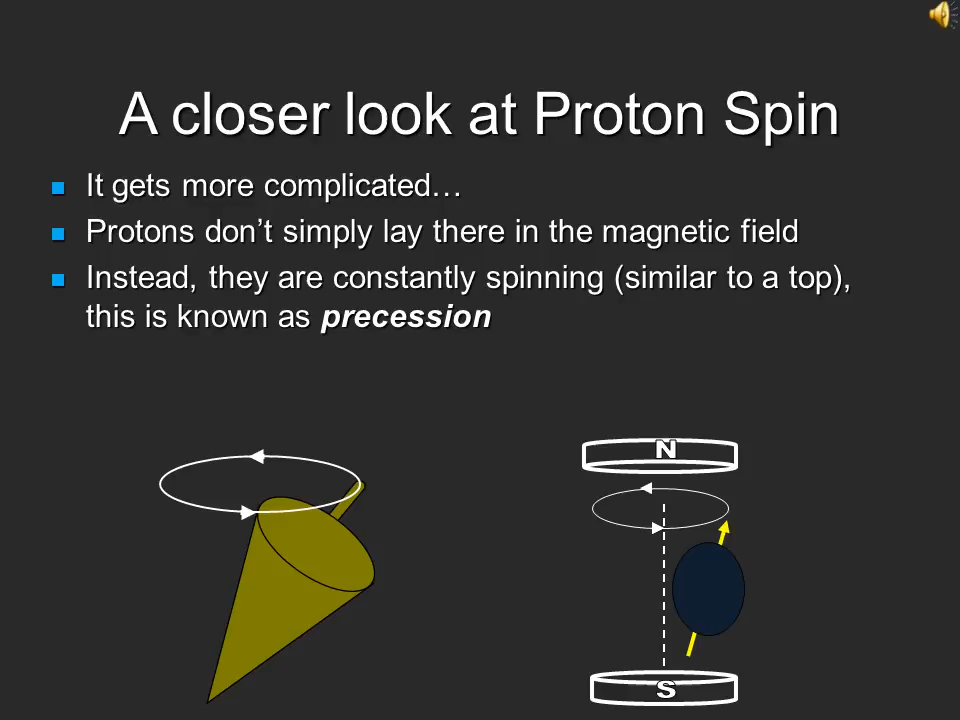 A closer look at Proton Spin
It gets more complicated…
Protons don’t simply lay there in the magnetic field
Instead, they are constantly spinning (similar to a top),
this is known as precession
N
S